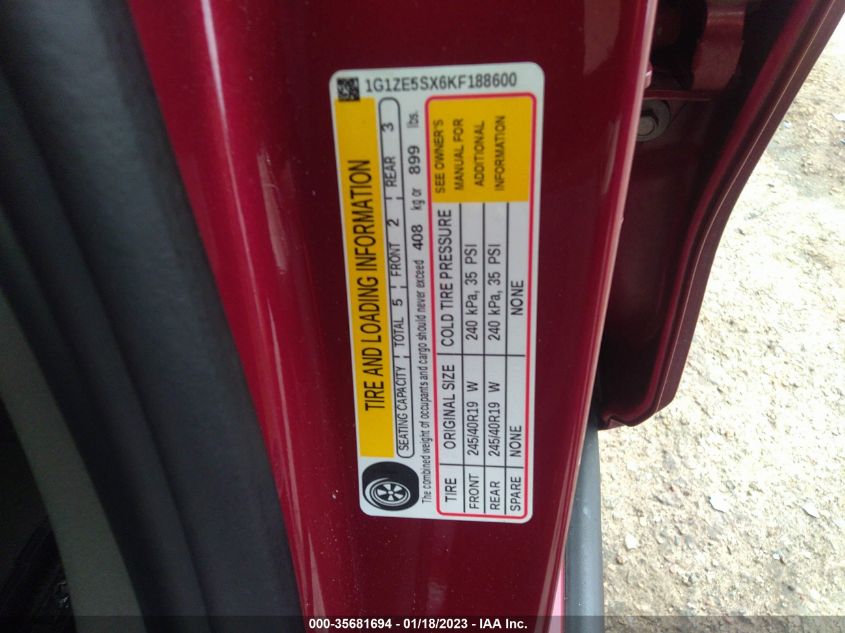 1G1ZE5SX6KF188600
TIRE AND LOADING INFORMATION
SEATING CAPACITY TOTAL 5 FRONT 2 REAR 3
The combined weight of occupants and cargo should never exceed 408 kg or 899 lbs.
TIRE ORIGINAL SIZE COLD TIRE PRESSURE
FRONT 245/40R19 W 240 kPa, 35 PSI
REAR 245/40R19 W 240 kPa, 35 PSI
SPARE NONE NONE
SEE OWNER'S
MANUAL FOR
ADDITIONAL
INFORMATION
000-35681694 / 01/18/2023 - IAA Inc.